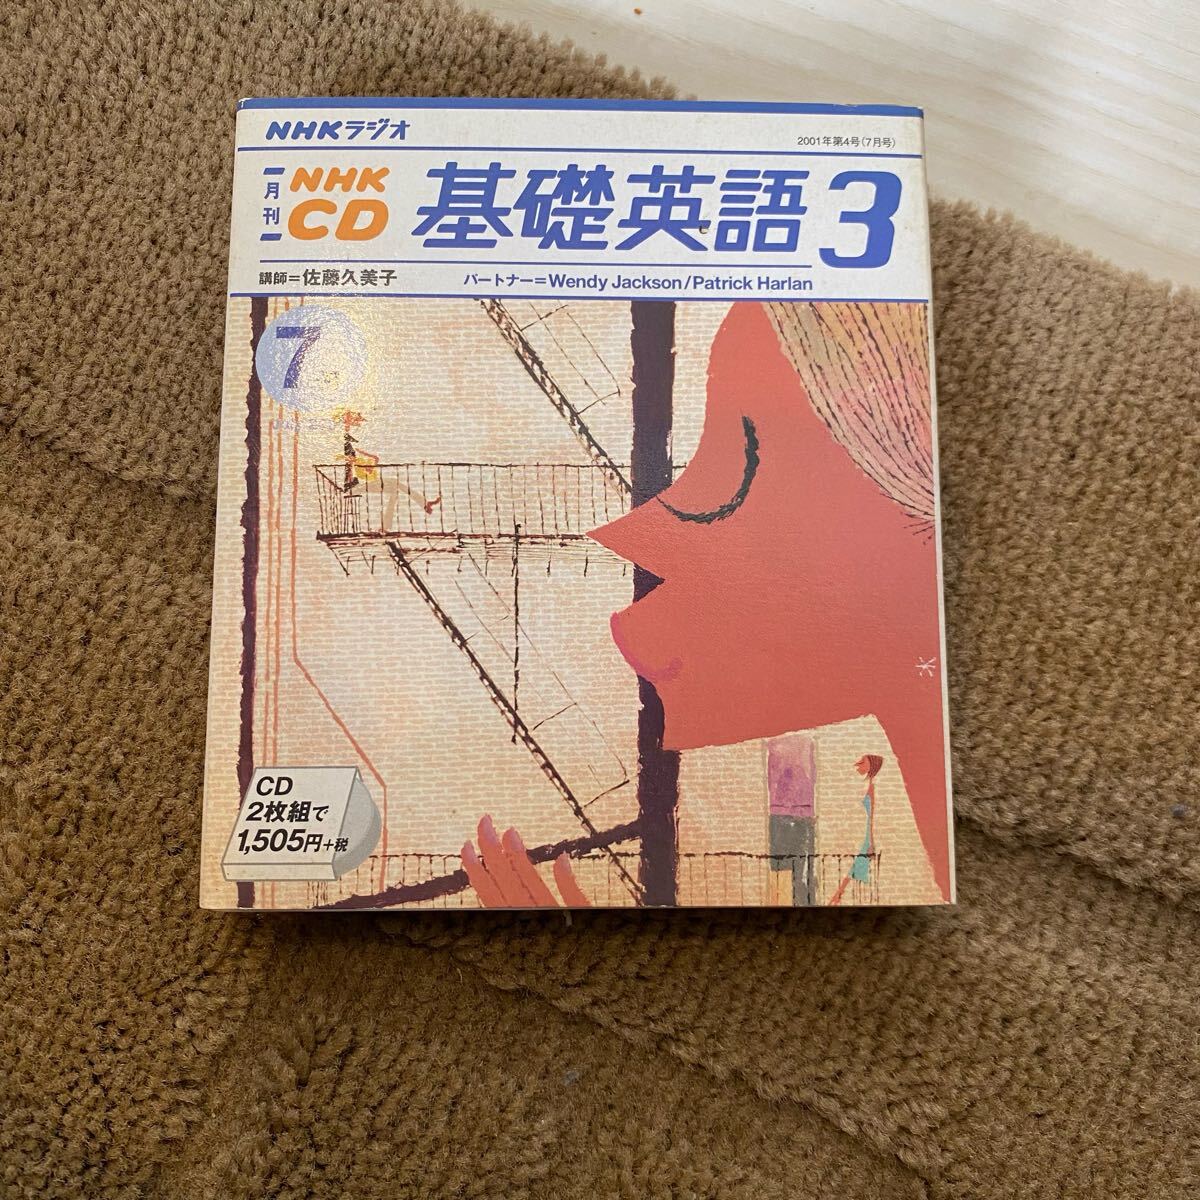 NHKラジオ
2001年第4号(7月号)
月刊
NHK
CD
基礎英語3
講師=佐藤久美子
パートナー=Wendy Jackson/Patrick Harlan
7
CD
2枚組で
1,505円+税